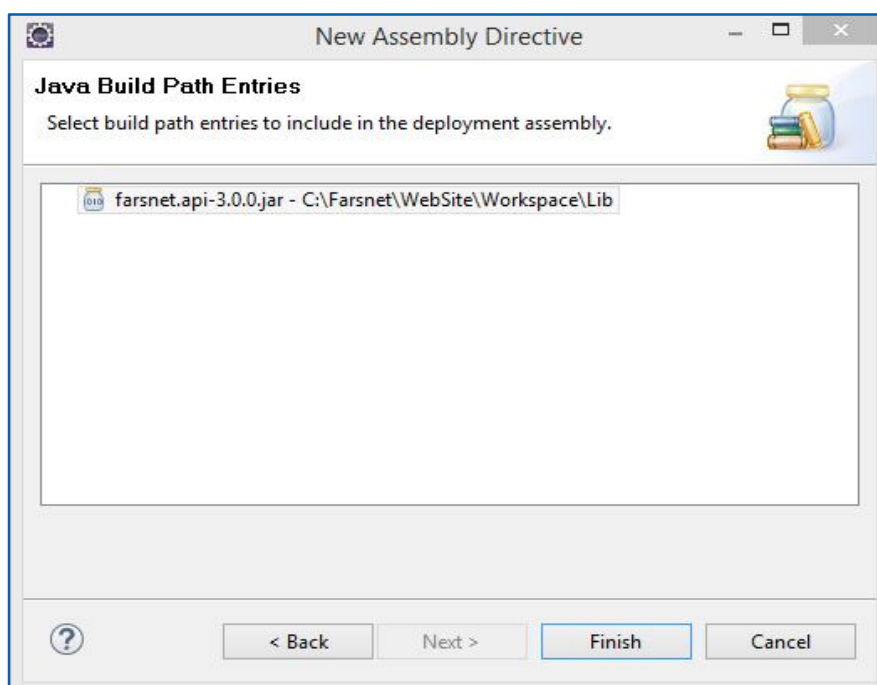 New Assembly Directive
Java Build Path Entries
Select build path entries to include in the deployment assembly.
farsnet.api-3.0.0.jar - C:\Farsnet\WebSite\Workspace\Lib
< Back Next > Finish Cancel